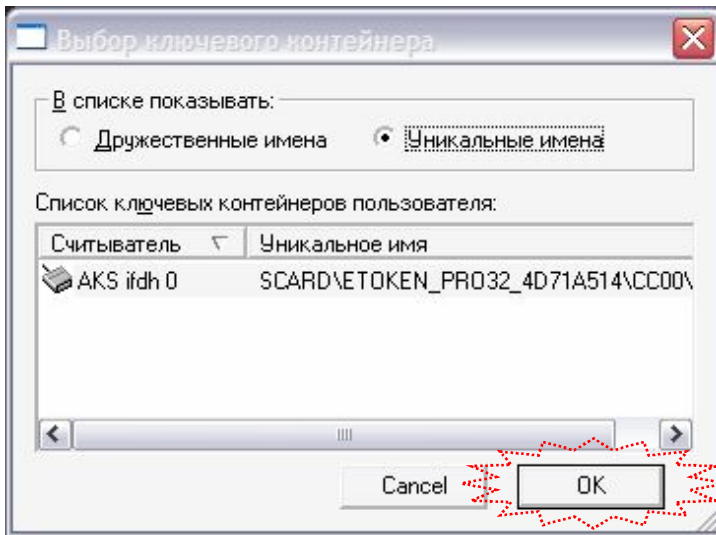 Выбор ключевого контейнера
В списке показывать:
Дружественные имена Уникальные имена
Список ключевых контейнеров пользователя:
Считыватель Уникальное имя
AKS ifdh 0 SCARD\ETOKEN_PRO32_4D71A514\CC00\
Cancel OK